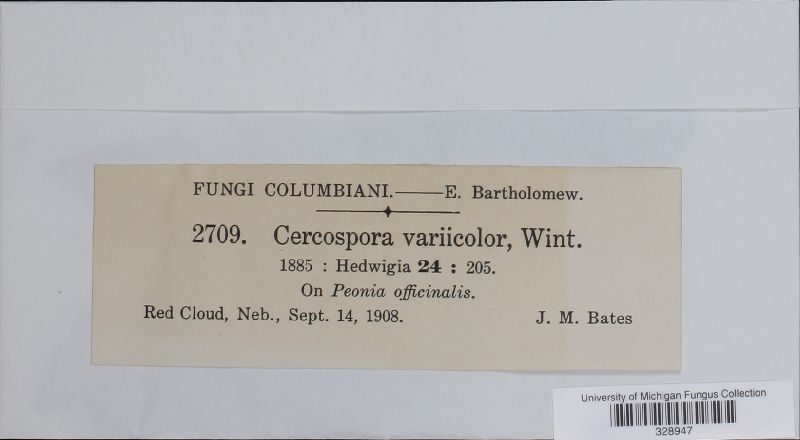 FUNGI COLUMBIANI.——E. Bartholomew.
2709. Cercospora variicolor, Wint.
1885 : Hedwigia 24 : 205.
On Peonia officinalis.
Red Cloud, Neb., Sept. 14, 1908. J. M. Bates
University of Michigan Fungus Collection
328947